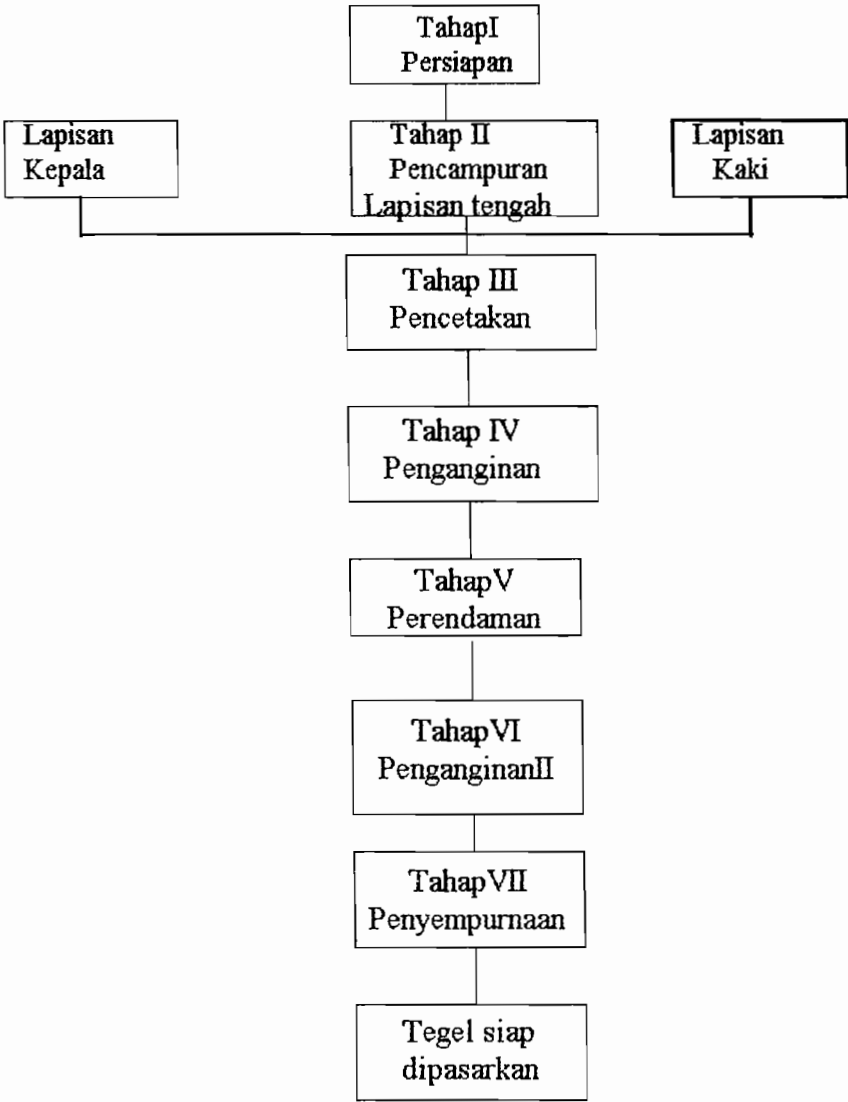 TahapI
Persiapan
Lapisan
Kepala
Tahap II
Pencampuran
Lapisan tengah
Lapisan
Kaki
Tahap III
Pencetakan
Tahap IV
Penganginan
TahapV
Perendaman
TahapVI
PenganginanII
TahapVII
Penyempurnaan
Tegel siap
dipasarkan